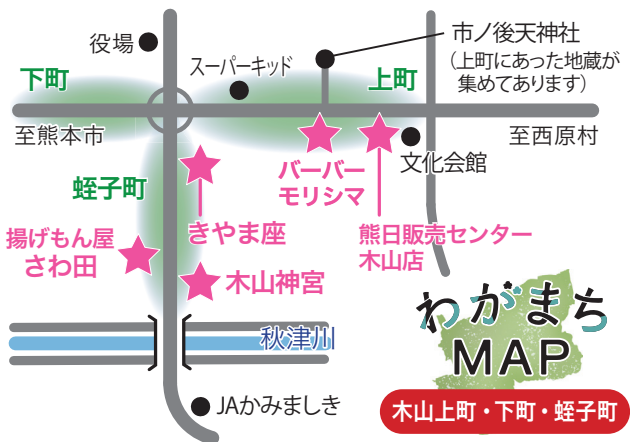 役場
市ノ後天神社
（上町にあった地蔵が
集めてあります）
スーパーキッド
下町
上町
至熊本市
至西原村
文化会館
バーバー
モリシマ
蛭子町
きやま座
熊日販売センター
木山店
揚げもん屋
さわ田
木山神宮
秋津川
わがまち
MAP
JAかみましき
木山上町・下町・蛭子町